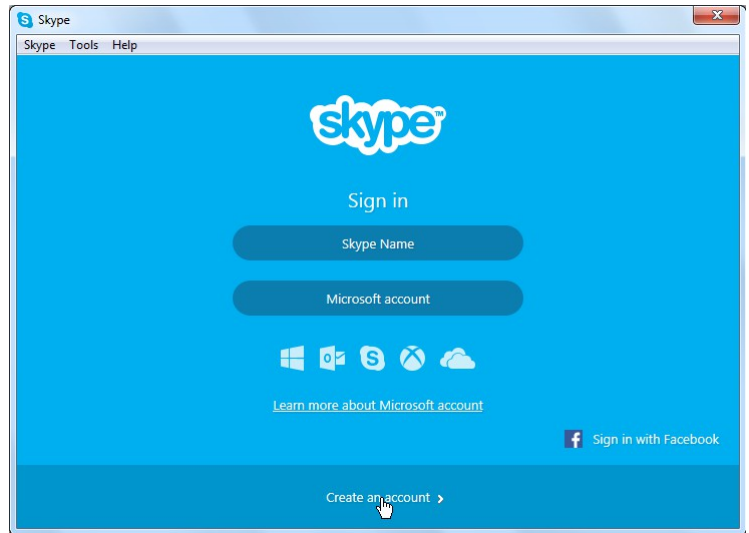 Skype
Skype Tools Help
skype™
Sign in
Skype Name
Microsoft account
Learn more about Microsoft account
Sign in with Facebook
Create an account >